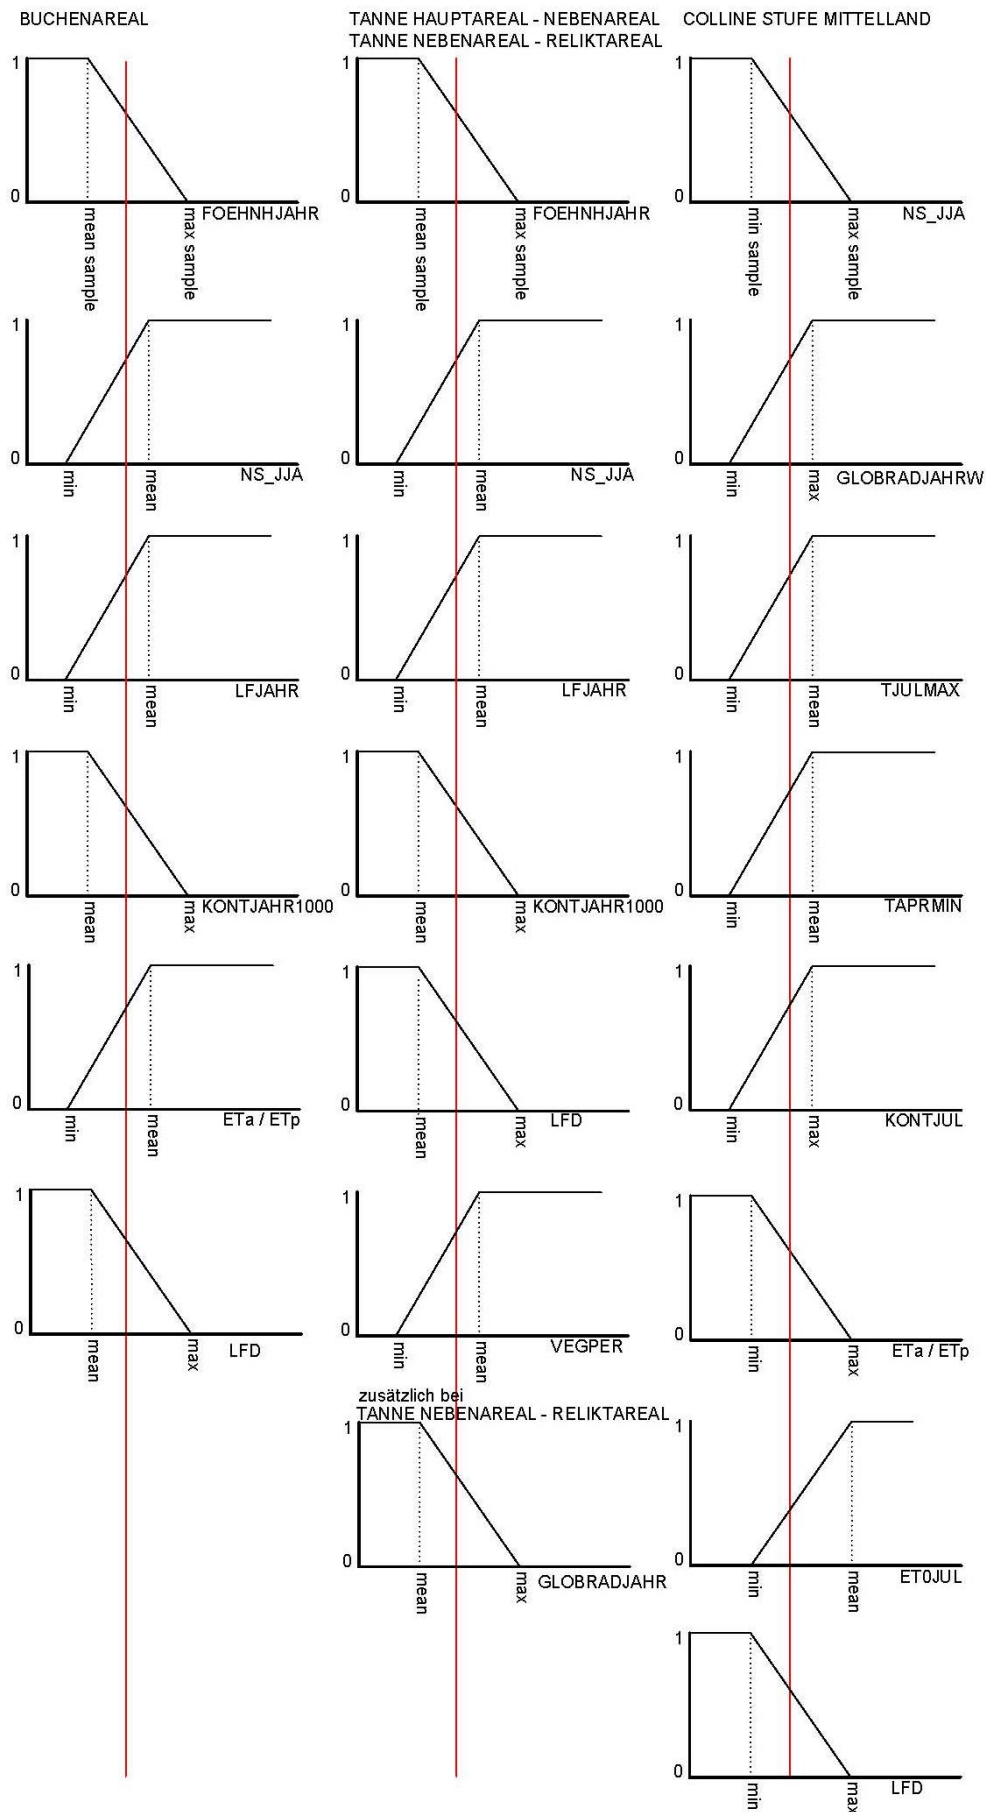 BUCHENAREAL
TANNE HAUPTAREAL - NEBENAREAL
TANNE NEBENAREAL - RELIKTAREAL
COLLINE STUFE MITTELLAND
1
0
mean sample
max sample
FOEHNHJAHR
1
0
mean sample
max sample
FOEHNHJAHR
1
0
min sample
max sample
NS_JJA
1
0
min
mean
NS_JJA
1
0
min
mean
NS_JJA
1
0
min
max
GLOBRADJAHRW
1
0
min
mean
LFJAHR
1
0
min
mean
LFJAHR
1
0
min
mean
TJULMAX
1
0
mean
max
KONTJAHR1000
1
0
mean
max
KONTJAHR1000
1
0
min
mean
TAPRMIN
1
0
min
mean
ETa / ETp
1
0
mean
max
LFD
1
0
min
max
KONTJUL
1
0
mean
max
LFD
1
0
min
mean
VEGPER
1
0
min
max
ETa / ETp
zusätzlich bei
TANNE NEBENAREAL - RELIKTAREAL
1
0
mean
max
GLOBRADJAHR
1
0
min
mean
ET0JUL
1
0
min
max
LFD